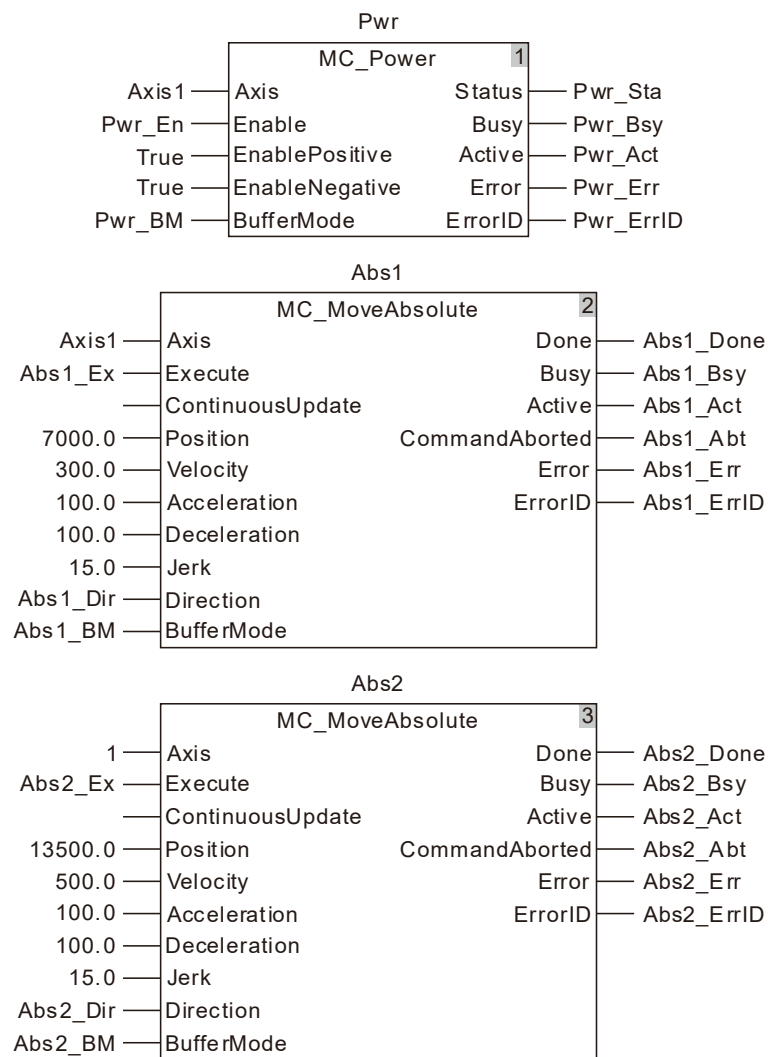 Pwr
MC_Power 1
Axis1 Axis Status Pwr_Sta
Pwr_En Enable Busy Pwr_Bsy
True EnablePositive Active Pwr_Act
True EnableNegative Error Pwr_Err
Pwr_BM BufferMode ErrorID Pwr_ErrID
Abs1
MC_MoveAbsolute 2
Axis1 Axis Done Abs1_Done
Abs1_Ex Execute Busy Abs1_Bsy
ContinuousUpdate Active Abs1_Act
7000.0 Position CommandAborted Abs1_Abt
300.0 Velocity Error Abs1_Err
100.0 Acceleration ErrorID Abs1_ErrID
100.0 Deceleration
15.0 Jerk
Abs1_Dir Direction
Abs1_BM BufferMode
Abs2
MC_MoveAbsolute 3
1 Axis Done Abs2_Done
Abs2_Ex Execute Busy Abs2_Bsy
ContinuousUpdate Active Abs2_Act
13500.0 Position CommandAborted Abs2_Abt
500.0 Velocity Error Abs2_Err
100.0 Acceleration ErrorID Abs2_ErrID
100.0 Deceleration
15.0 Jerk
Abs2_Dir Direction
Abs2_BM BufferMode